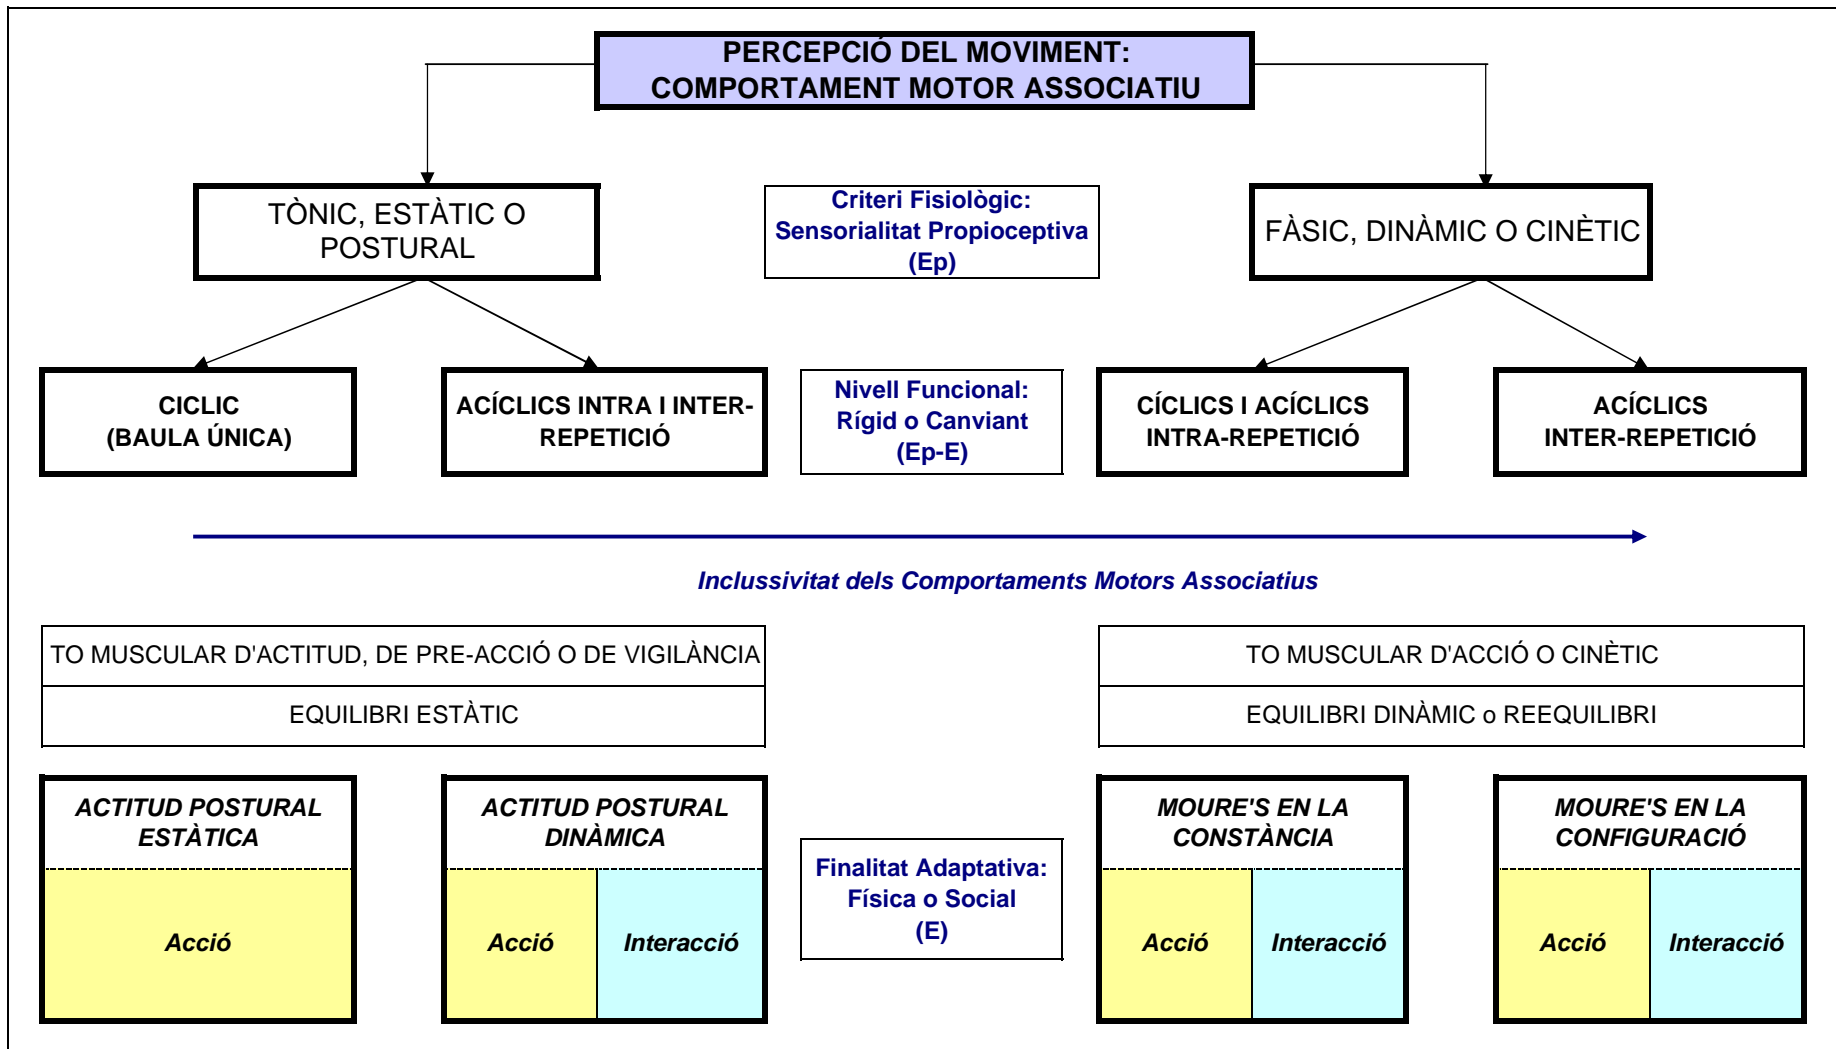 PERCEPCIÓ DEL MOVIMENT:
COMPORTAMENT MOTOR ASSOCIATIU
TÒNIC, ESTÀTIC O
POSTURAL
Criteri Fisiològic:
Sensorialitat Propioceptiva
(Ep)
FÀSIC, DINÀMIC O CINÈTIC
CICLIC
(BAULA ÚNICA)
ACÍCLICS INTRA I INTER-
REPETICIÓ
Nivell Funcional:
Rígid o Canviant
(Ep-E)
CÍCLICS I ACÍCLICS
INTRA-REPETICIÓ
ACÍCLICS
INTER-REPETICIÓ
Inclussivitat dels Comportaments Motors Associatius
TO MUSCULAR D'ACTITUD, DE PRE-ACCIÓ O DE VIGILÀNCIA
TO MUSCULAR D'ACCIÓ O CINÈTIC
EQUILIBRI ESTÀTIC
EQUILIBRI DINÀMIC o REEQUILIBRI
ACTITUD POSTURAL
ESTÀTICA
ACTITUD POSTURAL
DINÀMICA
MOURE'S EN LA
CONSTÀNCIA
MOURE'S EN LA
CONFIGURACIÓ
Finalitat Adaptativa:
Física o Social
(E)
Acció
Acció
Interacció
Acció
Interacció
Acció
Interacció